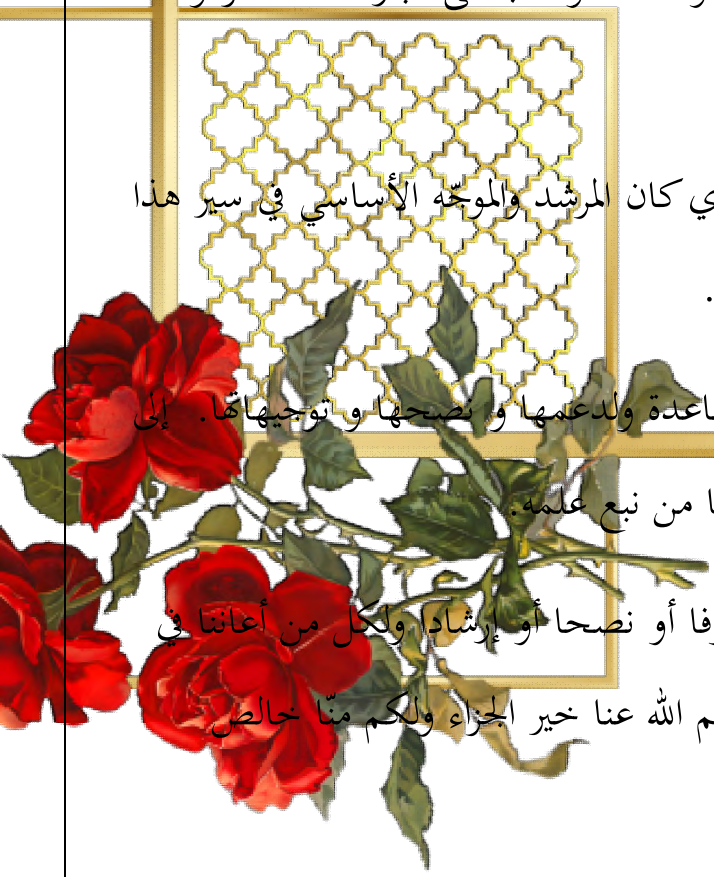 ي كان المرشد والموجّه الأساسي في سير هذا
.
اعدة ولدعمها و نصحها و توجيهاتها. إلى
ا من نبع علمه.
فا أو نصحا أو إرشادا ولكل من أعاننا في
م الله عنا خير الجزاء ولكم منّا خالص